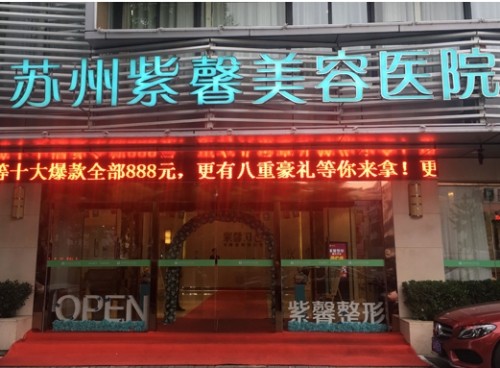 苏州紫馨美容医院
等十大爆款全部888元，更有八重豪礼等你来拿！更
OPEN
紫馨整形